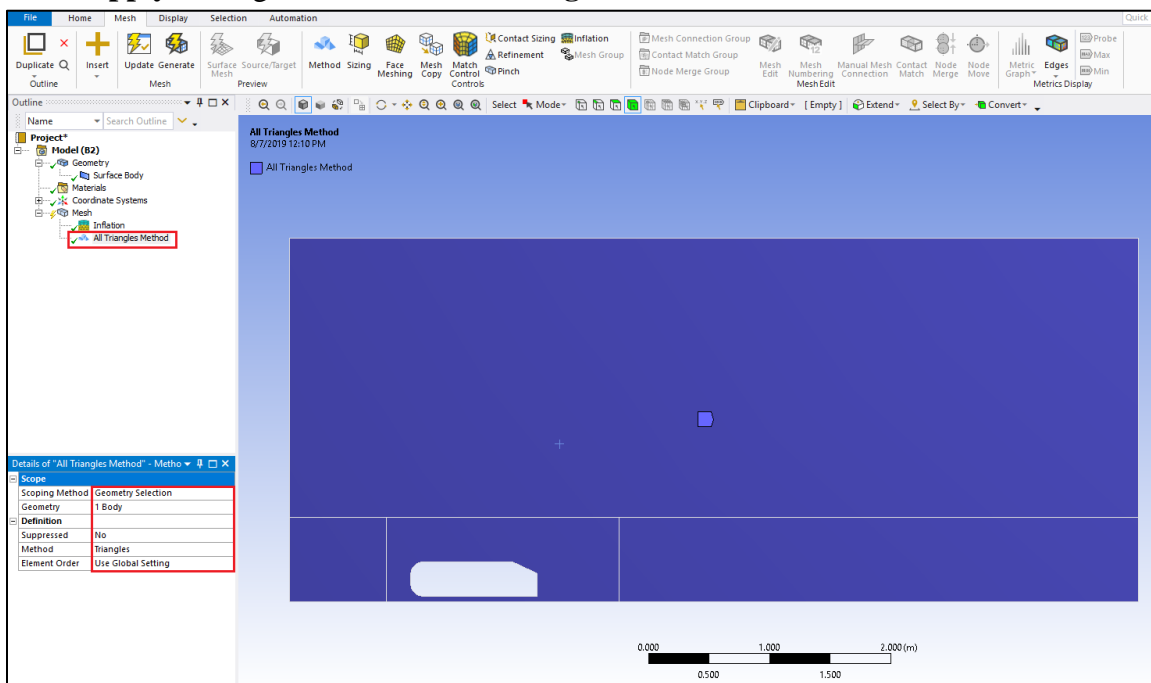 File Home Mesh Display Selection Automation Quick
Duplicate Insert Update Generate Surface Mesh Source/Target Method Sizing Face Meshing Mesh Copy Match Control Contact Sizing Inflation Mesh Connection Group Mesh Edit Mesh Numbering Manual Mesh Connection Contact Match Node Merge Node Move Metric Graph Edges Probe
Refinement Mesh Group Contact Match Group Max
Pinch Node Merge Group Min
Outline Mesh Preview Controls Mesh Edit Metrics Display
Outline
Name Search Outline
Select Mode Clipboard [ Empty ] Extend Select By Convert
Project*
Model (B2)
Geometry
Surface Body
Materials
Coordinate Systems
Mesh
Inflation
All Triangles Method
All Triangles Method
8/7/2019 12:10 PM
All Triangles Method
Details of "All Triangles Method" - Metho
Scope
Scoping Method Geometry Selection
Geometry 1 Body
Definition
Suppressed No
Method Triangles
Element Order Use Global Setting
0.000 1.000 2.000 (m)
0.500 1.500